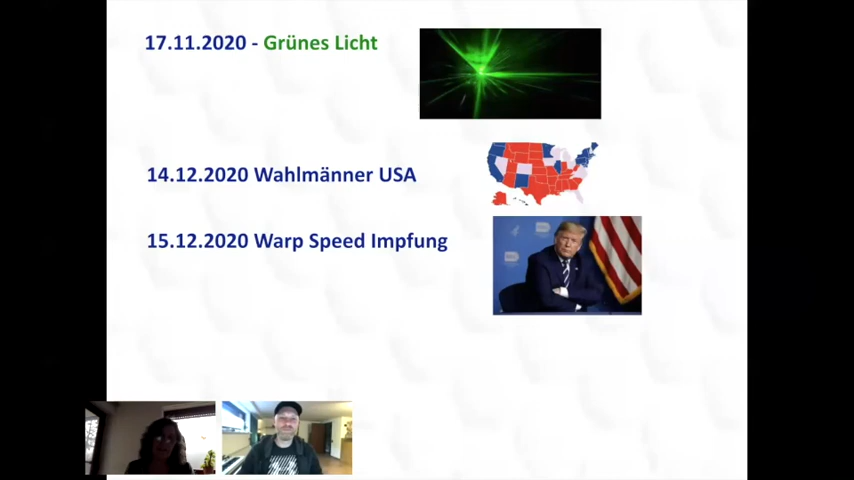 17.11.2020 - Grünes Licht
14.12.2020 Wahlmänner USA
15.12.2020 Warp Speed Impfung